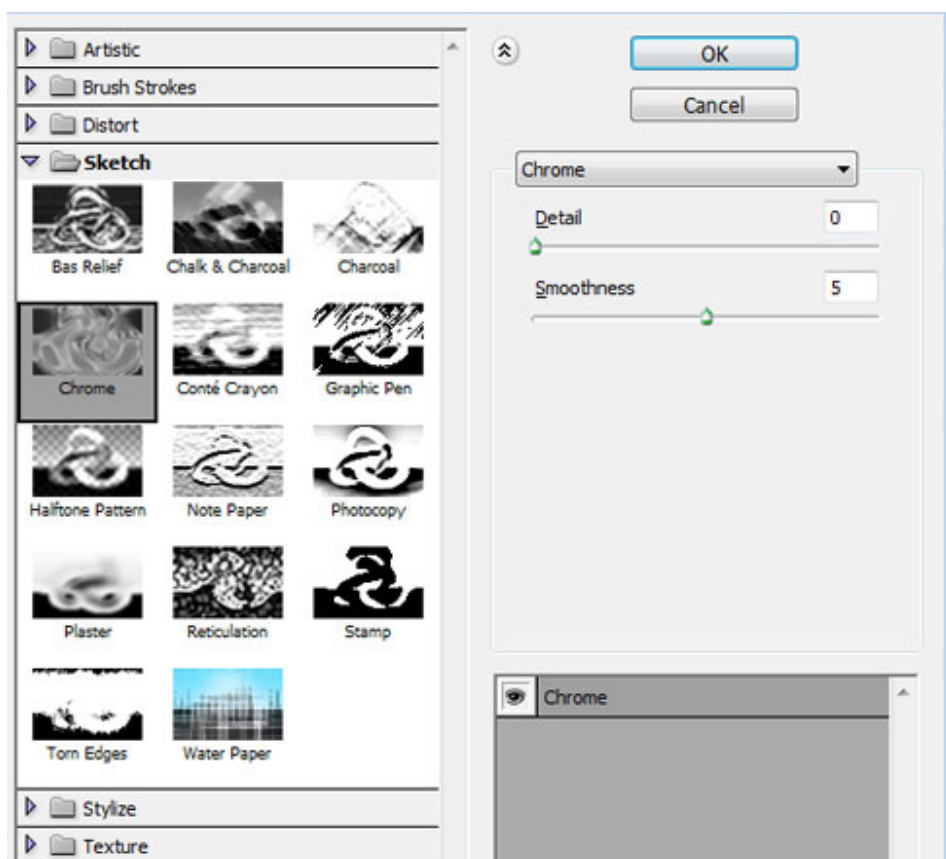 Artistic
Brush Strokes
Distort
Sketch
Bas Relief
Chalk & Charcoal
Charcoal
Chrome
Conté Crayon
Graphic Pen
Halftone Pattern
Note Paper
Photocopy
Plaster
Reticulation
Stamp
Torn Edges
Water Paper
Stylize
Texture
OK
Cancel
Chrome
Detail 0
Smoothness 5
Chrome